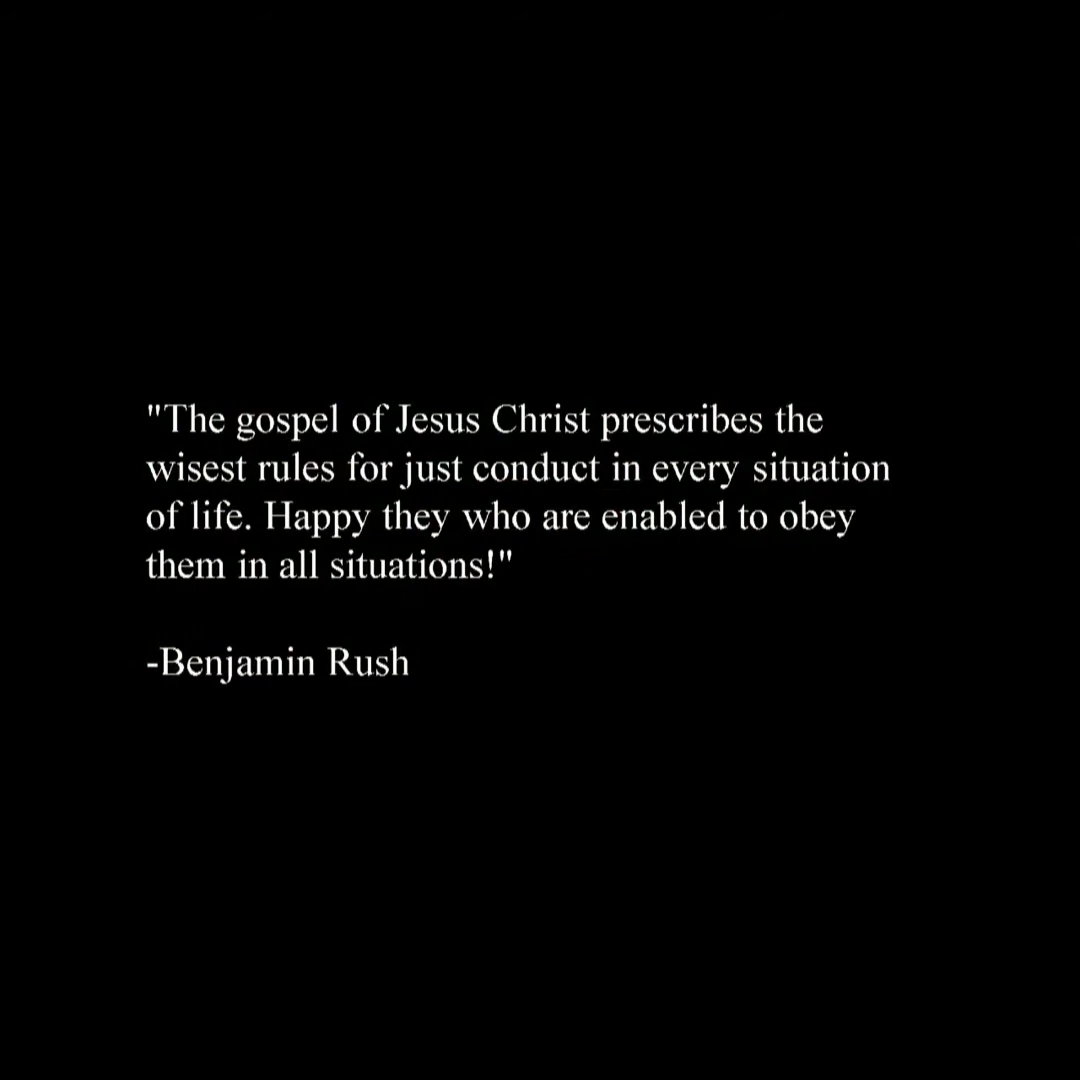 "The gospel of Jesus Christ prescribes the
wisest rules for just conduct in every situation
of life. Happy they who are enabled to obey
them in all situations!"
-Benjamin Rush